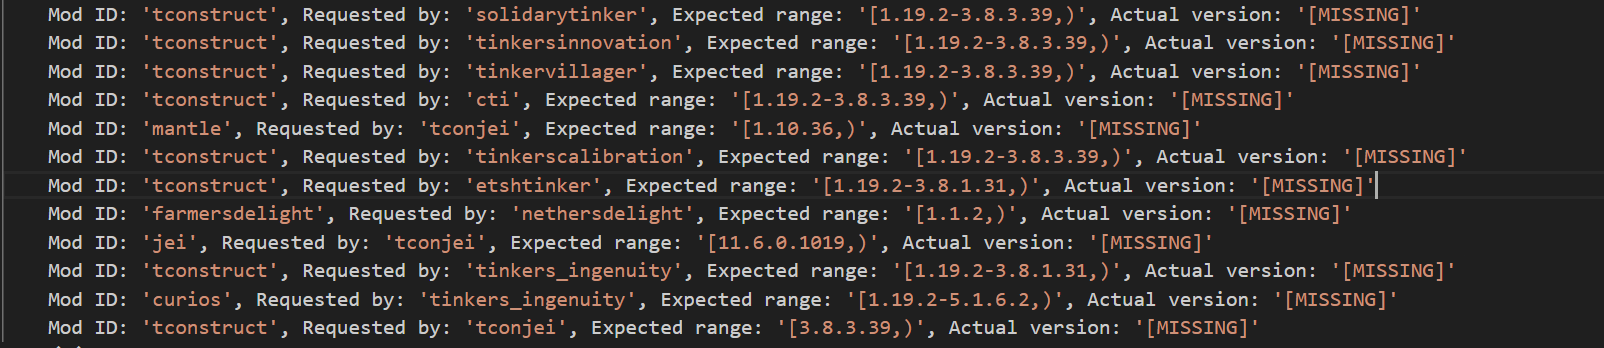 Mod ID: 'tconstruct', Requested by: 'solidarytinker', Expected range: '[1.19.2-3.8.3.39,)', Actual version: '[MISSING]'
Mod ID: 'tconstruct', Requested by: 'tinkersinnovation', Expected range: '[1.19.2-3.8.3.39,)', Actual version: '[MISSING]'
Mod ID: 'tconstruct', Requested by: 'tinkervillager', Expected range: '[1.19.2-3.8.3.39,)', Actual version: '[MISSING]'
Mod ID: 'tconstruct', Requested by: 'cti', Expected range: '[1.19.2-3.8.3.39,)', Actual version: '[MISSING]'
Mod ID: 'mantle', Requested by: 'tconjei', Expected range: '[1.10.36,)', Actual version: '[MISSING]'
Mod ID: 'tconstruct', Requested by: 'tinkerscalibration', Expected range: '[1.19.2-3.8.3.39,)', Actual version: '[MISSING]'
Mod ID: 'tconstruct', Requested by: 'etshtinker', Expected range: '[1.19.2-3.8.1.31,)', Actual version: '[MISSING]'
Mod ID: 'farmersdelight', Requested by: 'nethersdelight', Expected range: '[1.1.2,)', Actual version: '[MISSING]'
Mod ID: 'jei', Requested by: 'tconjei', Expected range: '[11.6.0.1019,)', Actual version: '[MISSING]'
Mod ID: 'tconstruct', Requested by: 'tinkers_ingenuity', Expected range: '[1.19.2-3.8.1.31,)', Actual version: '[MISSING]'
Mod ID: 'curios', Requested by: 'tinkers_ingenuity', Expected range: '[1.19.2-5.1.6.2,)', Actual version: '[MISSING]'
Mod ID: 'tconstruct', Requested by: 'tconjei', Expected range: '[3.8.3.39,)', Actual version: '[MISSING]'